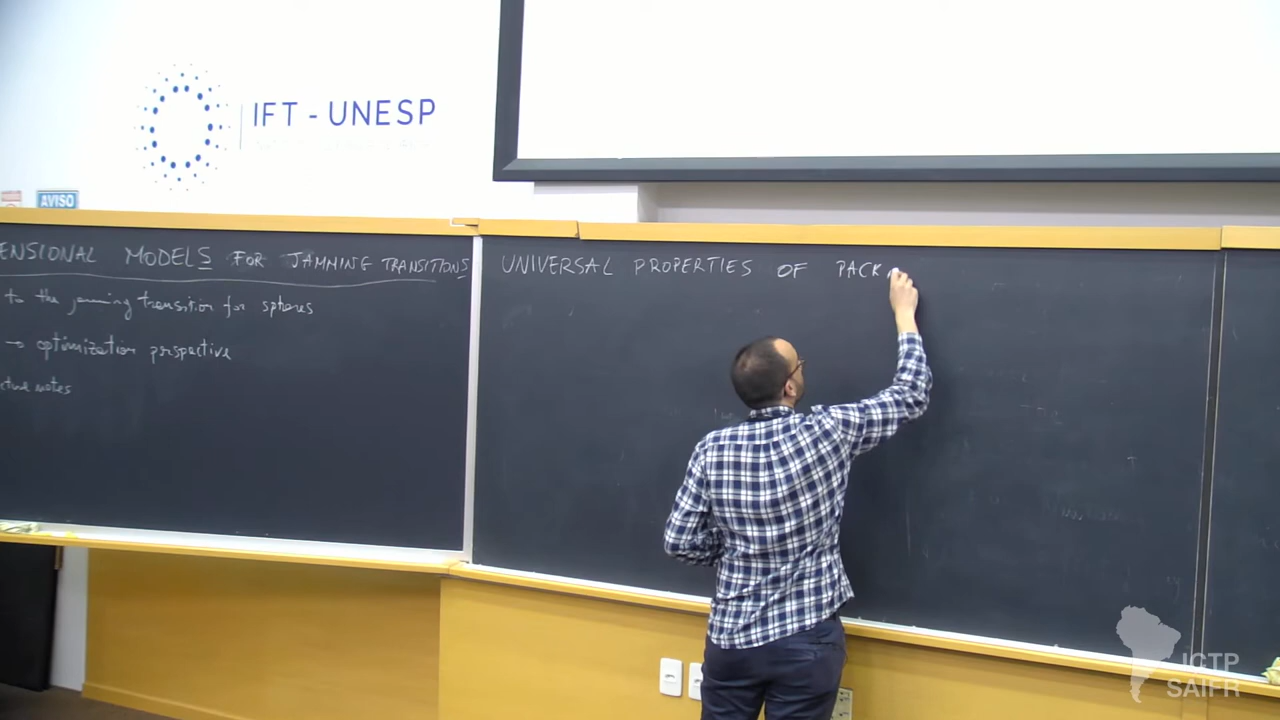 IFT - UNESP
AVISO
ENSIONAL MODELS FOR JAMMING TRANSITIONS
to the jamming transition for spheres
→ optimization perspective
cture notes
UNIVERSAL PROPERTIES OF PACK
ICTP
SAIFR